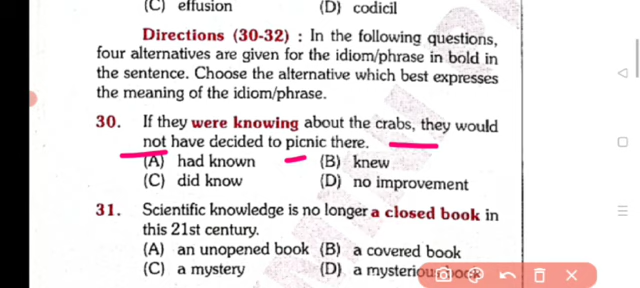 (C) effusion (D) codicil
Directions (30-32) : In the following questions,
four alternatives are given for the idiom/phrase in bold in
the sentence. Choose the alternative which best expresses
the meaning of the idiom/phrase.
30. If they were knowing about the crabs, they would
not have decided to picnic there.
(A) had known (B) knew
(C) did know (D) no improvement
31. Scientific knowledge is no longer a closed book in
this 21st century.
(A) an unopened book (B) a covered book
(C) a mystery (D) a mysterious book